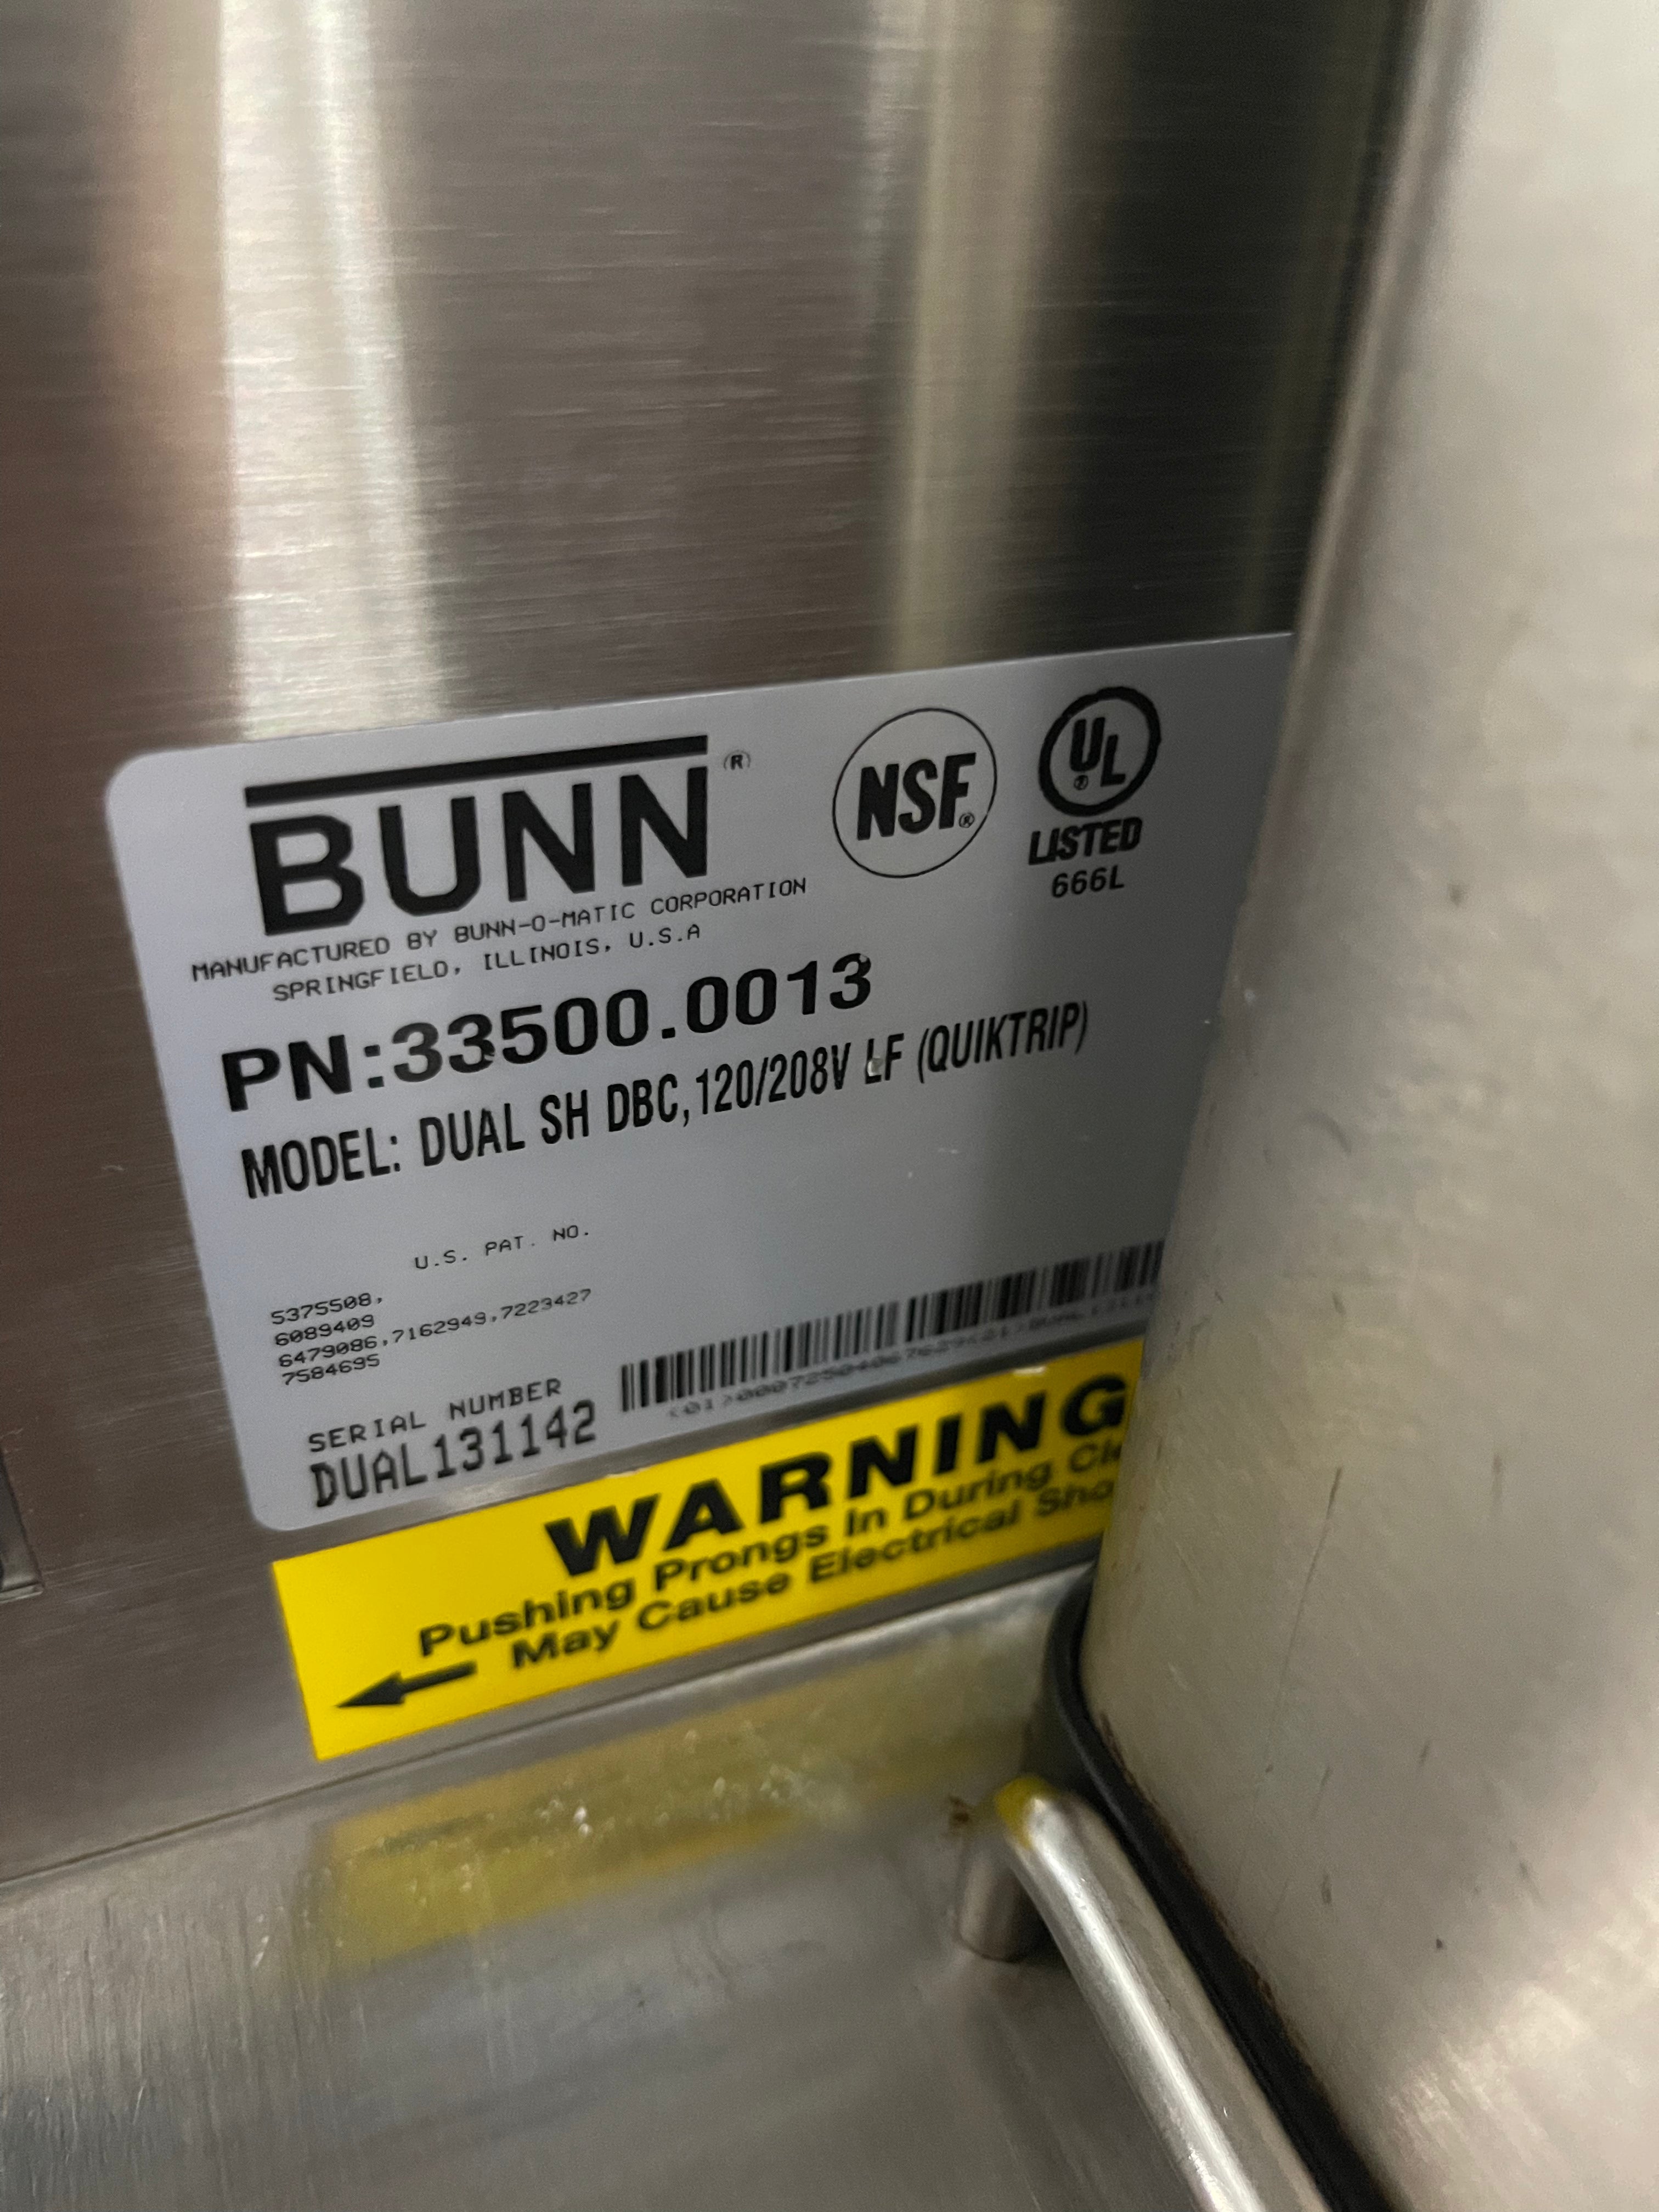 BUNN®
NSF®
UL®
LISTED
666L
MANUFACTURED BY BUNN-O-MATIC CORPORATION
SPRINGFIELD, ILLINOIS, U.S.A
PN:33500.0013
MODEL: DUAL SH DBC,120/208V LF (QUIKTRIP)
U.S. PAT. NO.
5375508,
6089409
6479086,7162949,7223427
7584695
SERIAL NUMBER
DUAL131142
WARNING
Pushing Prongs In During
May Cause Electrical